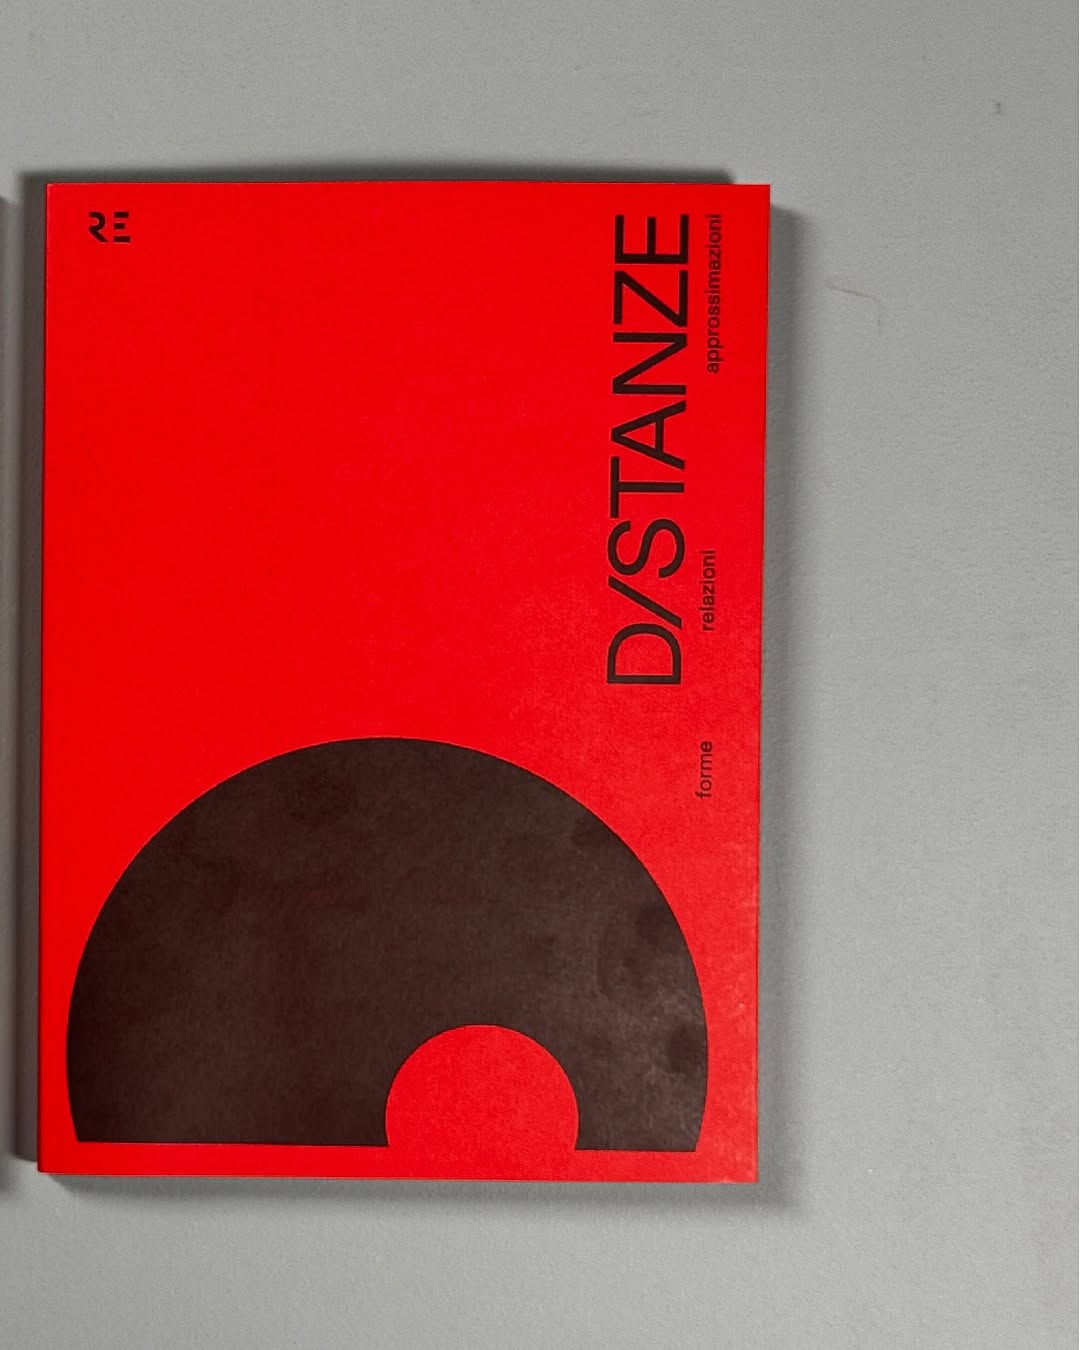 RE
D/STANZE
forme relazioni approssimazioni